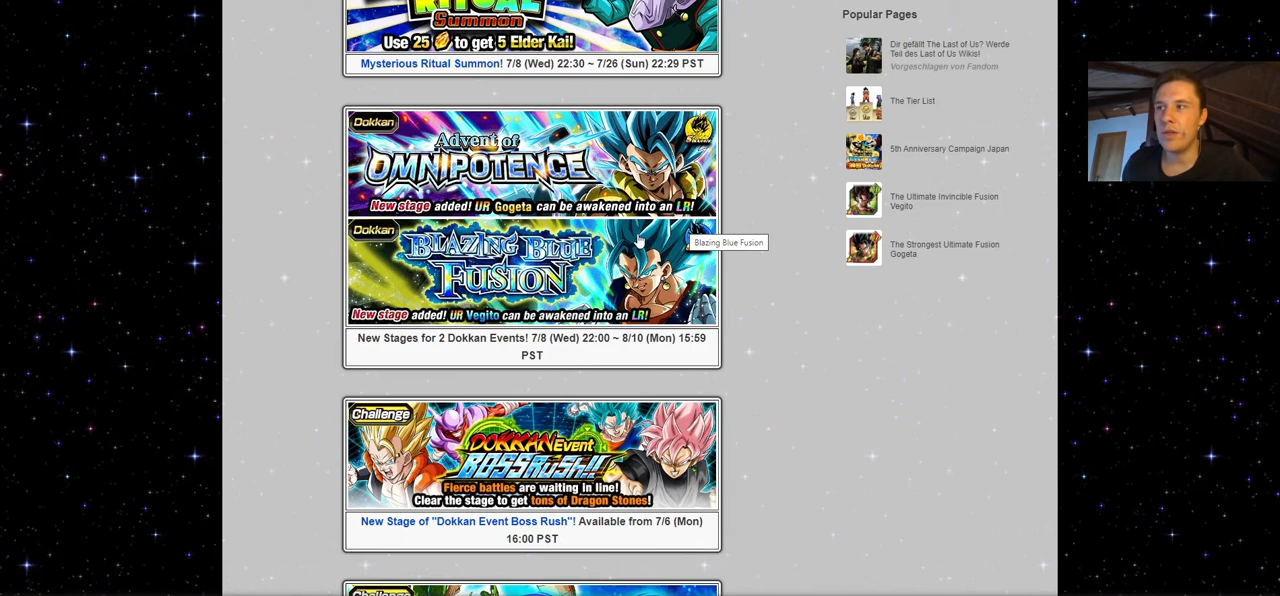 RITUAL
Summon
Use 25 to get 5 Elder Kai!
Mysterious Ritual Summon! 7/8 (Wed) 22:30 ~ 7/26 (Sun) 22:29 PST
Dokkan
Advent of
OMNIPOTENCE
New stage added! UR Gogeta can be awakened into an LR!
Dokkan
BLAZING BLUE
FUSION
New stage added! UR Vegito can be awakened into an LR!
Blazing Blue Fusion
New Stages for 2 Dokkan Events! 7/8 (Wed) 22:00 ~ 8/10 (Mon) 15:59
PST
Challenge
DOKKAN Event
BOSS RUSH!!
Fierce battles are waiting in line!
Clear the stage to get tons of Dragon Stones!
New Stage of "Dokkan Event Boss Rush"! Available from 7/6 (Mon)
16:00 PST
Challenge
Popular Pages
Dir gefällt The Last of Us? Werde
Teil des Last of Us Wikis!
Vorgeschlagen von Fandom
The Tier List
5th Anniversary Campaign Japan
The Ultimate Invincible Fusion
Vegito
The Strongest Ultimate Fusion
Gogeta